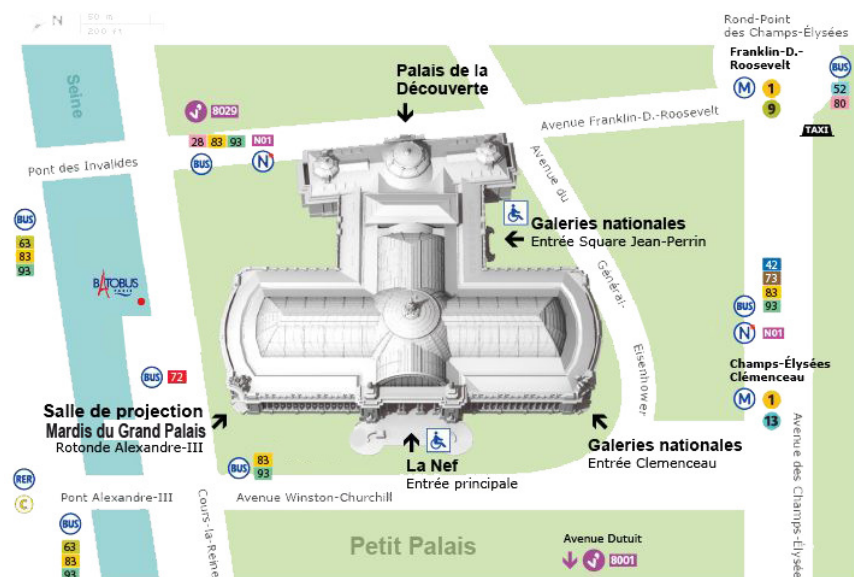 N
50 m
200 ft
Rond-Point
des Champs-Élysées
Franklin-D.-
Roosevelt
M 1
9
BUS
52
80
TAXI
Seine
8029
Palais de la
Découverte
Avenue Franklin-D.-Roosevelt
28 83 93 N01
BUS N
Pont des Invalides
Avenue du
Général-
Eisenhower
BUS
63
83
93
Galeries nationales
Entrée Square Jean-Perrin
BATOBUS
PARIS
42
73
83
BUS 93
N N01
BUS 72
Champs-Élysées
Clémenceau
M 1
13
Salle de projection
Mardis du Grand Palais
Rotonde Alexandre-III
La Nef
Entrée principale
Galeries nationales
Entrée Clemenceau
BUS 83
93
RER
C
Pont Alexandre-III
Cours-la-Reine
Avenue Winston-Churchill
Avenue des Champs-Élysée
BUS
63
83
93
Petit Palais
Avenue Dutuit
8001